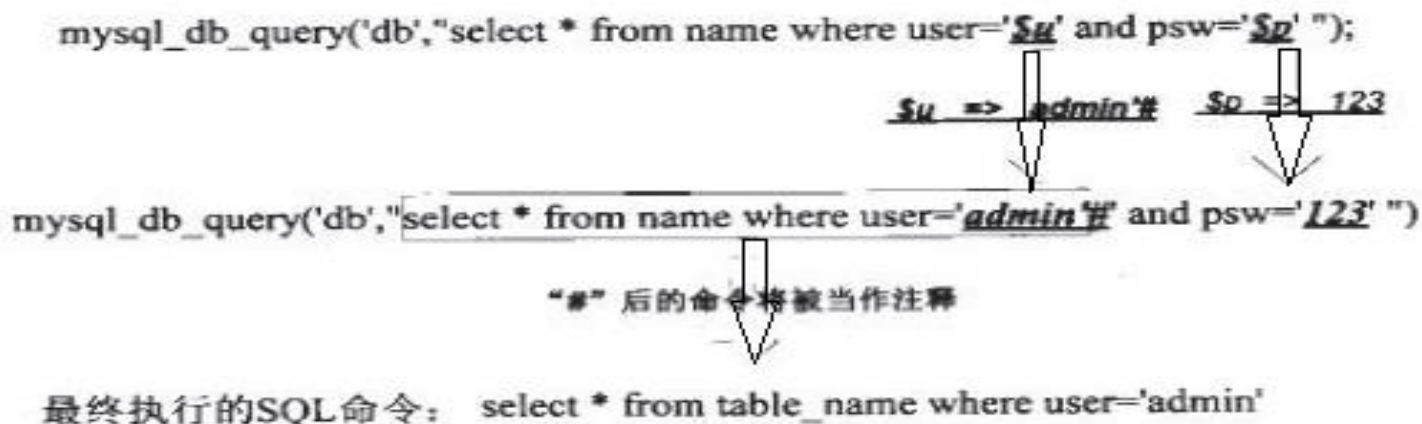 mysql_db_query('db',"select * from name where user='$u' and psw='$p' ");
$u => admin'# $p => 123
mysql_db_query('db',"select * from name where user='admin'#' and psw='123' ")
“#”后的命令将被当作注释
最终执行的SQL命令： select * from table_name where user='admin'